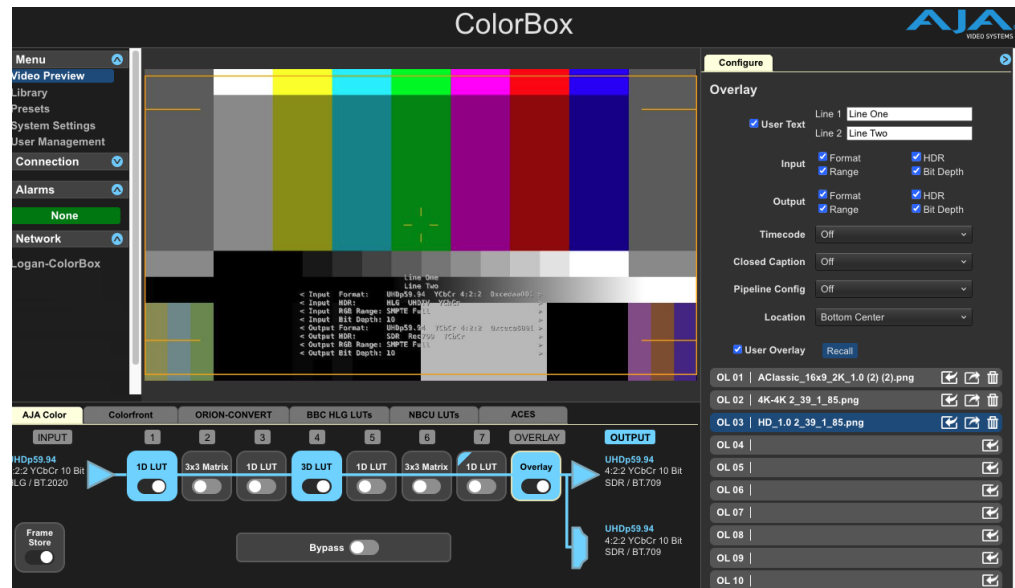 ColorBox
AJA
VIDEO SYSTEMS
Menu
Video Preview
Library
Presets
System Settings
User Management
Connection
Alarms
None
Network
Logan-ColorBox
Line One
Line Two
< Input Format: UHDp59.94 YCbCr 4:2:2 >
< Input HDR: HLG UHDTV YCbCr >
< Input RGB Range: SMPTE Full >
< Input Bit Depth: 10 >
< Output Format: UHDp59.94 YCbCr 4:2:2 >
< Output HDR: SDR Rec709 YCbCr >
< Output RGB Range: SMPTE Full >
< Output Bit Depth: 10 >
Configure
Overlay
User Text
Line 1 Line One
Line 2 Line Two
Input
Format HDR
Range Bit Depth
Output
Format HDR
Range Bit Depth
Timecode Off
Closed Caption Off
Pipeline Config Off
Location Bottom Center
User Overlay Recall
OL 01 | AClassic_16x9_2K_1.0 (2) (2).png
OL 02 | 4K-4K 2_39_1_85.png
OL 03 | HD_1.0 2_39_1_85.png
OL 04 |
OL 05 |
OL 06 |
OL 07 |
OL 08 |
OL 09 |
OL 10 |
AJA Color Colorfront ORION-CONVERT BBC HLG LUTs NBCU LUTs ACES
INPUT 1 2 3 4 5 6 7 OVERLAY OUTPUT
HDp59.94
:2:2 YCbCr 10 Bit
HLG / BT.2020
1D LUT 3x3 Matrix 1D LUT 3D LUT 1D LUT 3x3 Matrix 1D LUT Overlay
UHDp59.94
4:2:2 YCbCr 10 Bit
SDR / BT.709
Frame
Store
Bypass
UHDp59.94
4:2:2 YCbCr 10 Bit
SDR / BT.709